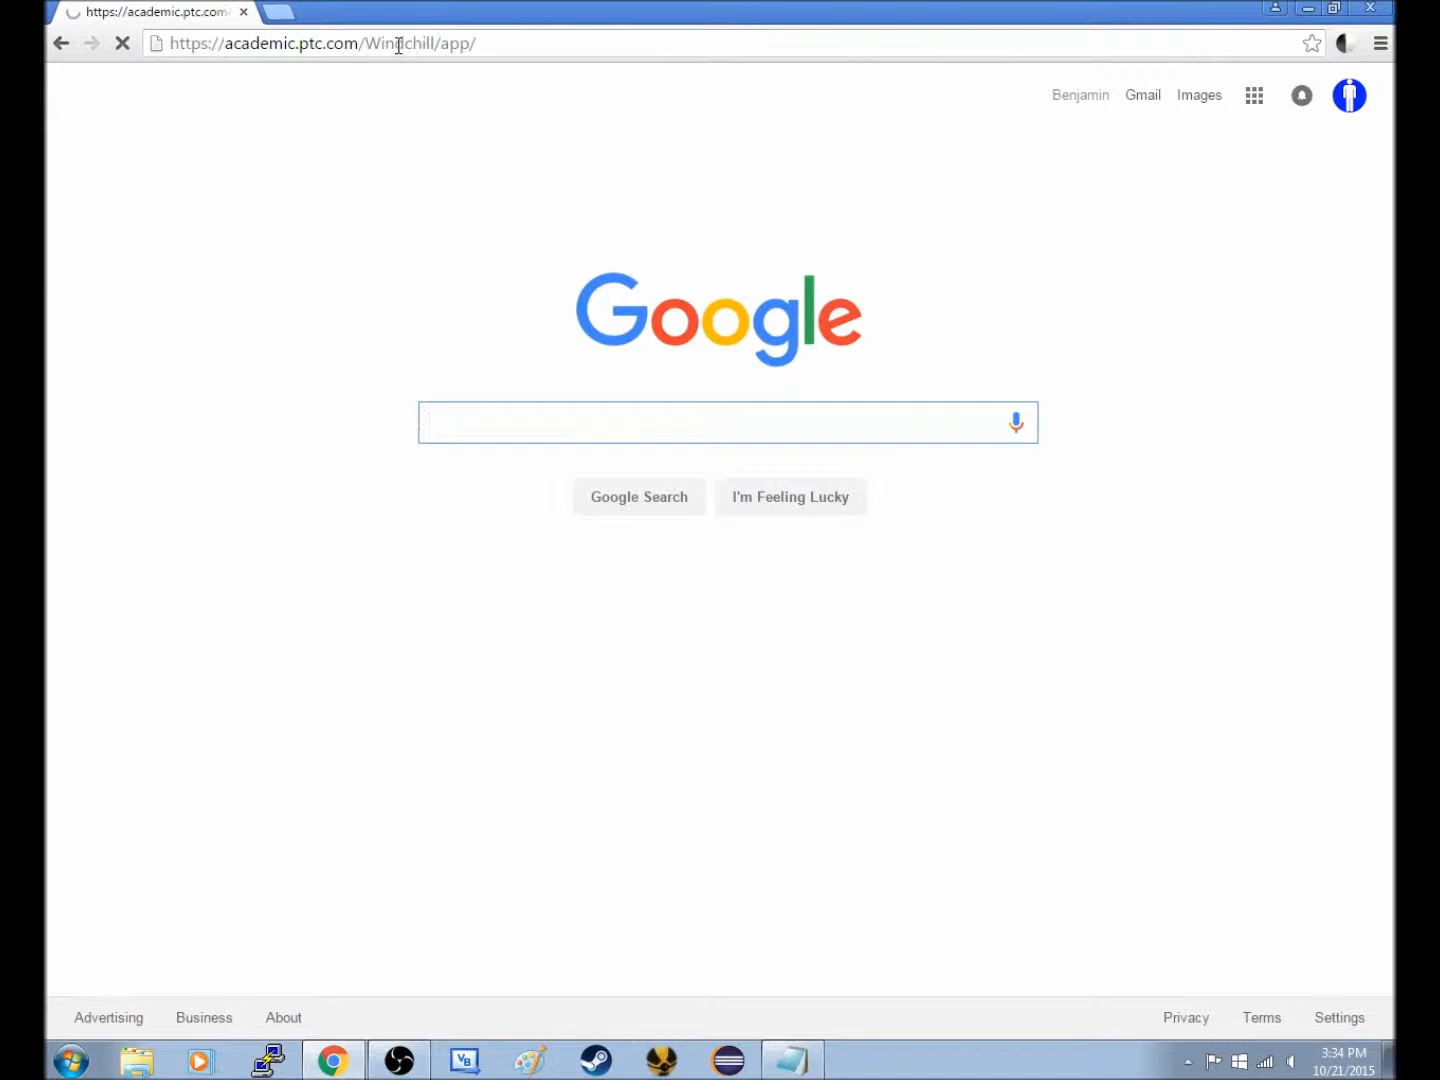 https://academic.ptc.com/
https://academic.ptc.com/Windchill/app/
Benjamin Gmail Images
Google
Google Search I'm Feeling Lucky
Advertising Business About Privacy Terms Settings
VB
3:34 PM
10/21/2015